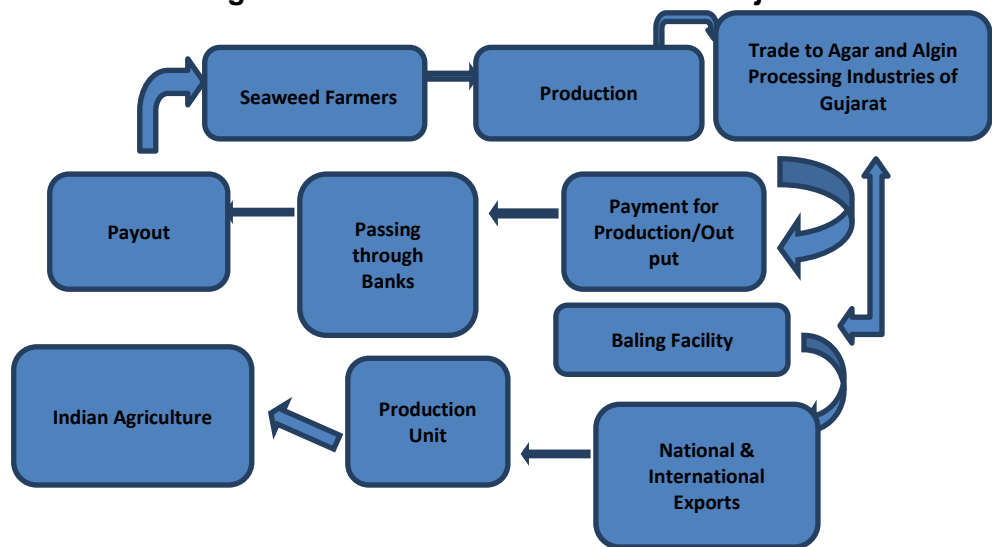 Seaweed Farmers
Production
Trade to Agar and Algin
Processing Industries of
Gujarat
Payout
Passing
through
Banks
Payment for
Production/Out
put
Baling Facility
Indian Agriculture
Production
Unit
National &
International
Exports